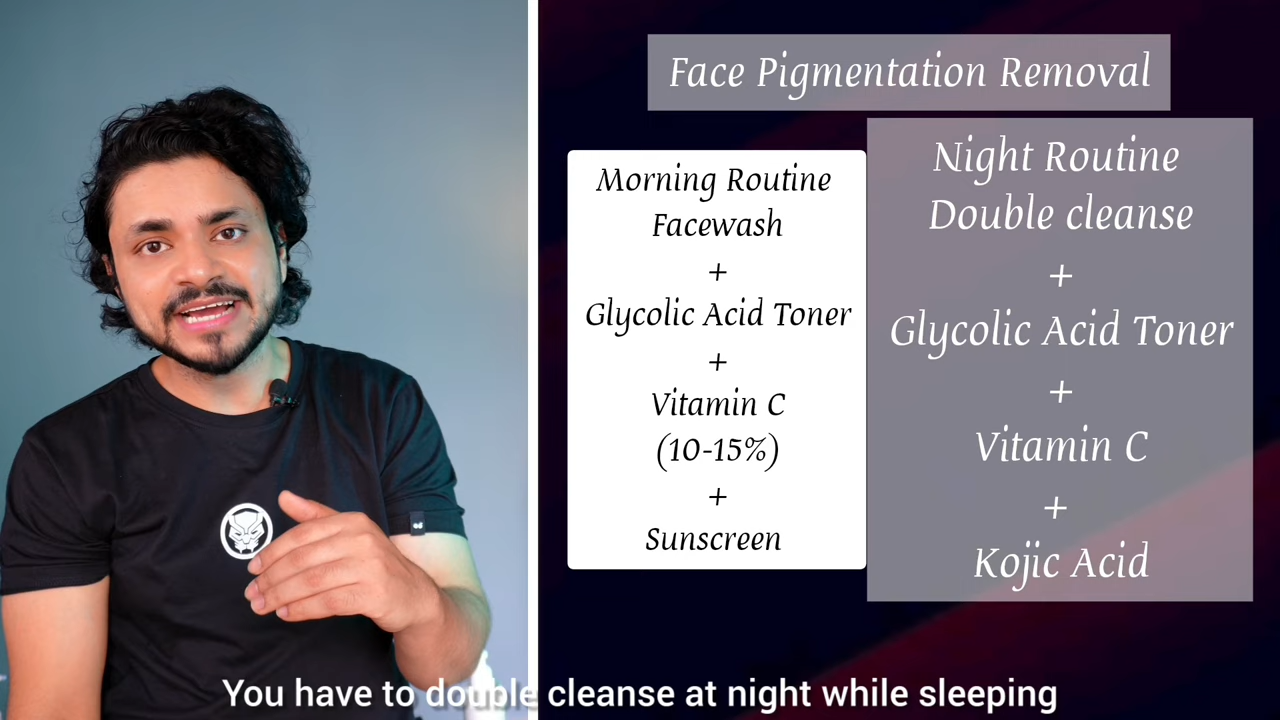 Face Pigmentation Removal
Morning Routine
Facewash
+
Glycolic Acid Toner
+
Vitamin C
(10-15%)
+
Sunscreen
Night Routine
Double cleanse
+
Glycolic Acid Toner
+
Vitamin C
+
Kojic Acid
You have to double cleanse at night while sleeping